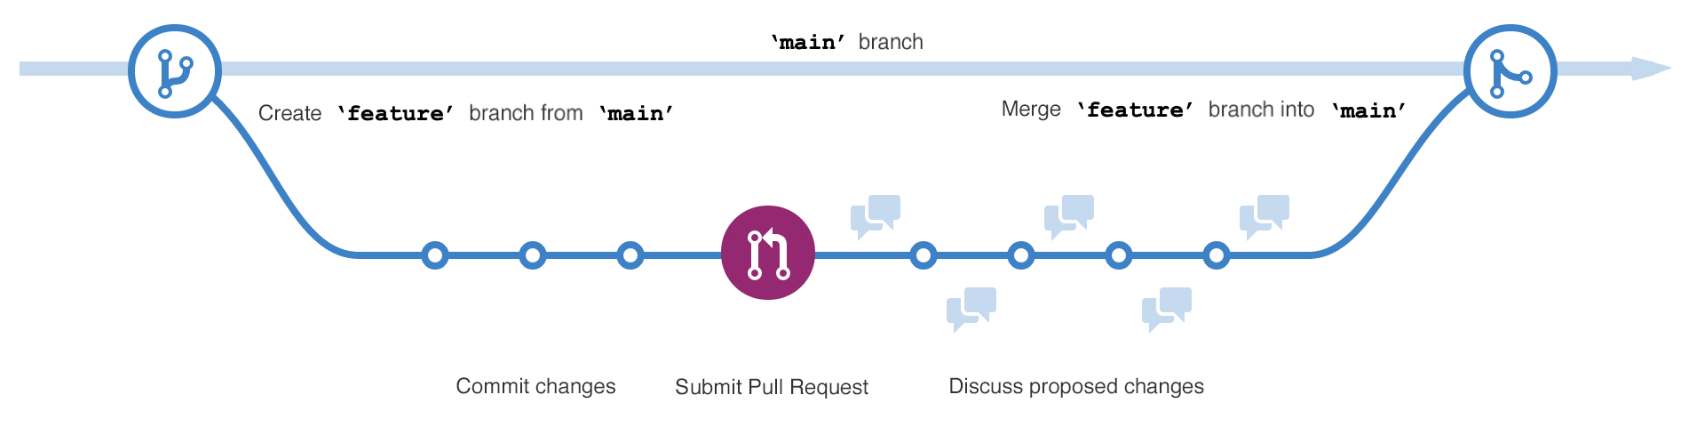 ‘main’ branch
Create ‘feature’ branch from ‘main’
Merge ‘feature’ branch into ‘main’
Commit changes
Submit Pull Request
Discuss proposed changes